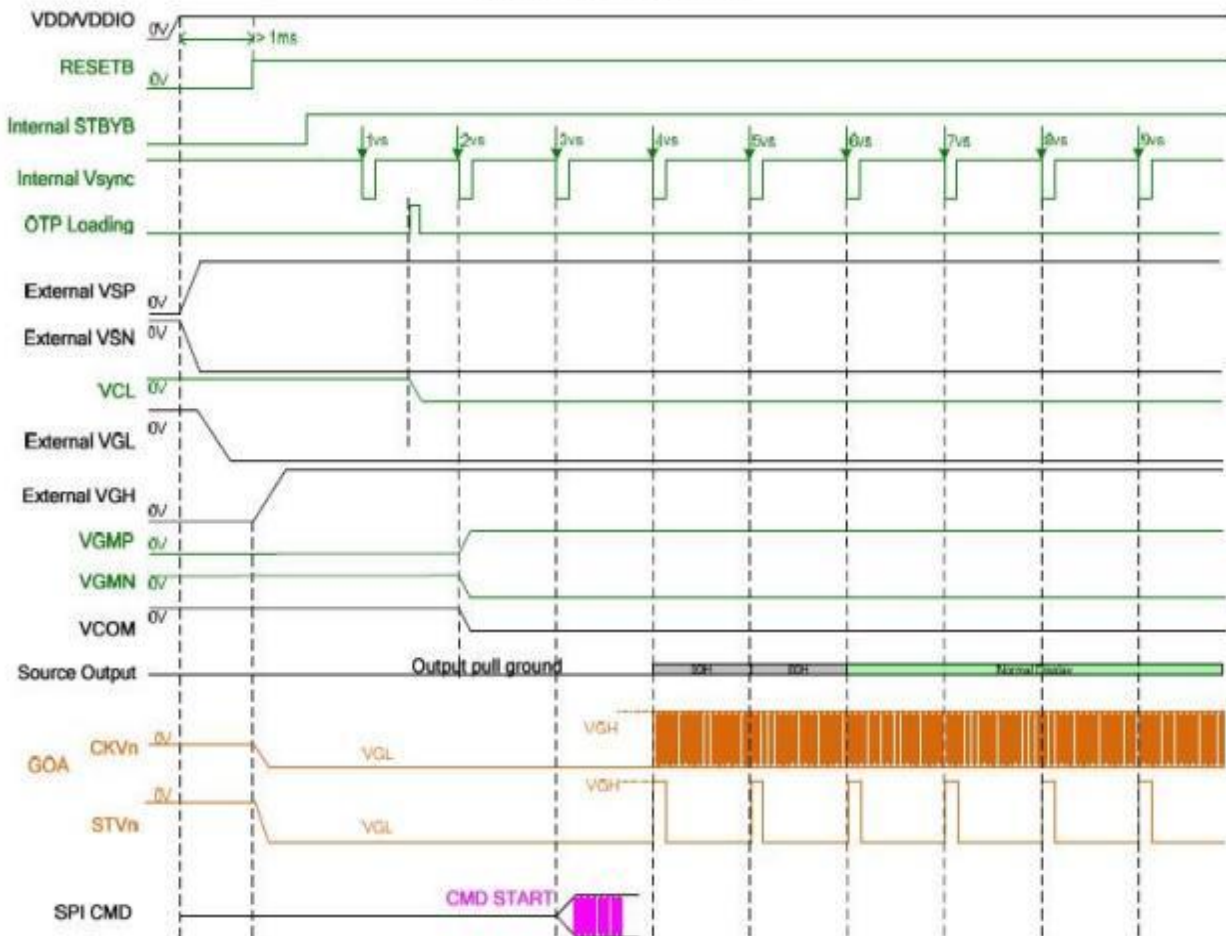 VDD/VDDIO 0V
> 1ms
RESETB 0V
Internal STBYB
1vs 2vs 3vs 4vs 5vs 6vs 7vs 8vs 9vs
Internal Vsync
OTP Loading
External VSP 0V
External VSN 0V
VCL 0V
External VGL 0V
External VGH 0V
VGMP 0V
VGMN 0V
VCOM 0V
Source Output Output pull ground Normal Display
VGH
GOA CKVn 0V VGL
VGH
STVn 0V VGL
CMD START
SPI CMD